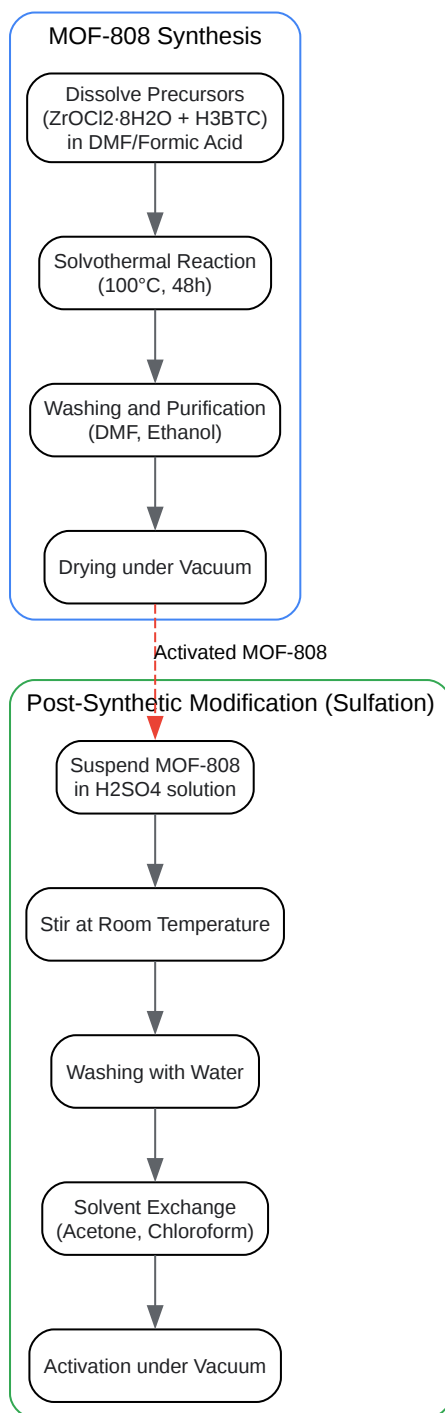 MOF-808 Synthesis
Dissolve Precursors
(ZrOCl2·8H2O + H3BTC)
in DMF/Formic Acid
Solvothermal Reaction
(100°C, 48h)
Washing and Purification
(DMF, Ethanol)
Drying under Vacuum
Activated MOF-808
Post-Synthetic Modification (Sulfation)
Suspend MOF-808
in H2SO4 solution
Stir at Room Temperature
Washing with Water
Solvent Exchange
(Acetone, Chloroform)
Activation under Vacuum